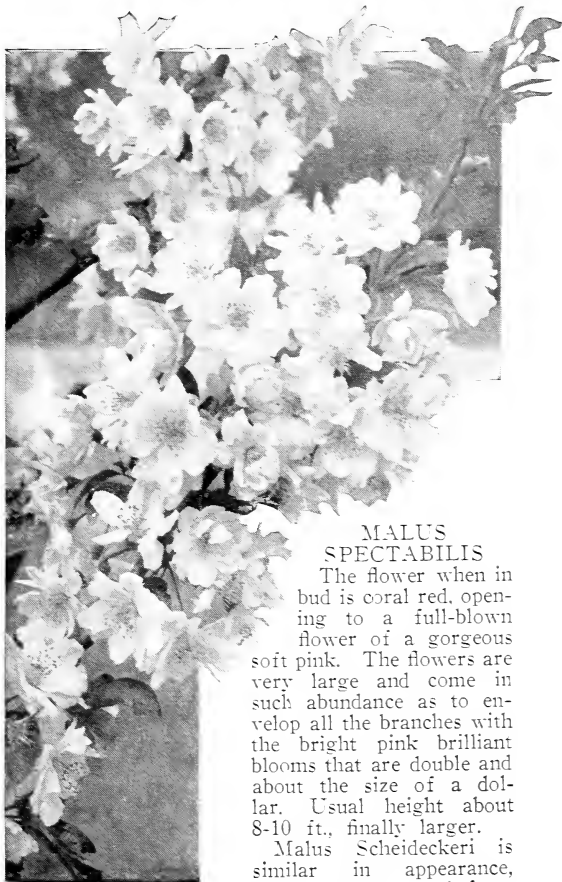 MALUS
SPECTABILIS
The flower when in
bud is coral red, open-
ing to a full-blown
flower of a gorgeous
soft pink. The flowers are
very large and come in
such abundance as to en-
velop all the branches with
the bright pink brilliant
blooms that are double and
about the size of a dol-
lar. Usual height about
8-10 ft., finally larger.
Malus Scheideckeri is
similar in appearance,